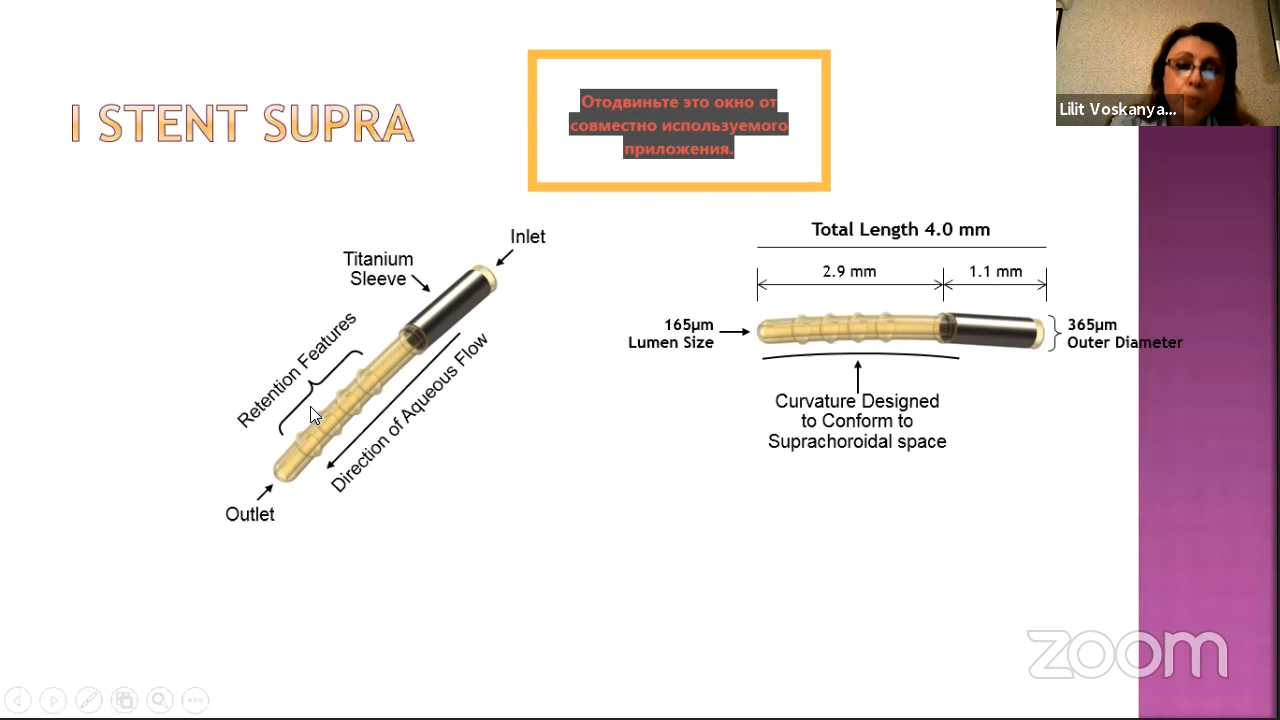 I STENT SUPRA
Отодвиньте это окно от
совместно используемого
приложения.
Lilit Voskanya...
Inlet
Titanium
Sleeve
Retention Features
Direction of Aqueous Flow
Outlet
Total Length 4.0 mm
2.9 mm
1.1 mm
165µm
Lumen Size
365µm
Outer Diameter
Curvature Designed
to Conform to
Suprachoroidal space
zoom